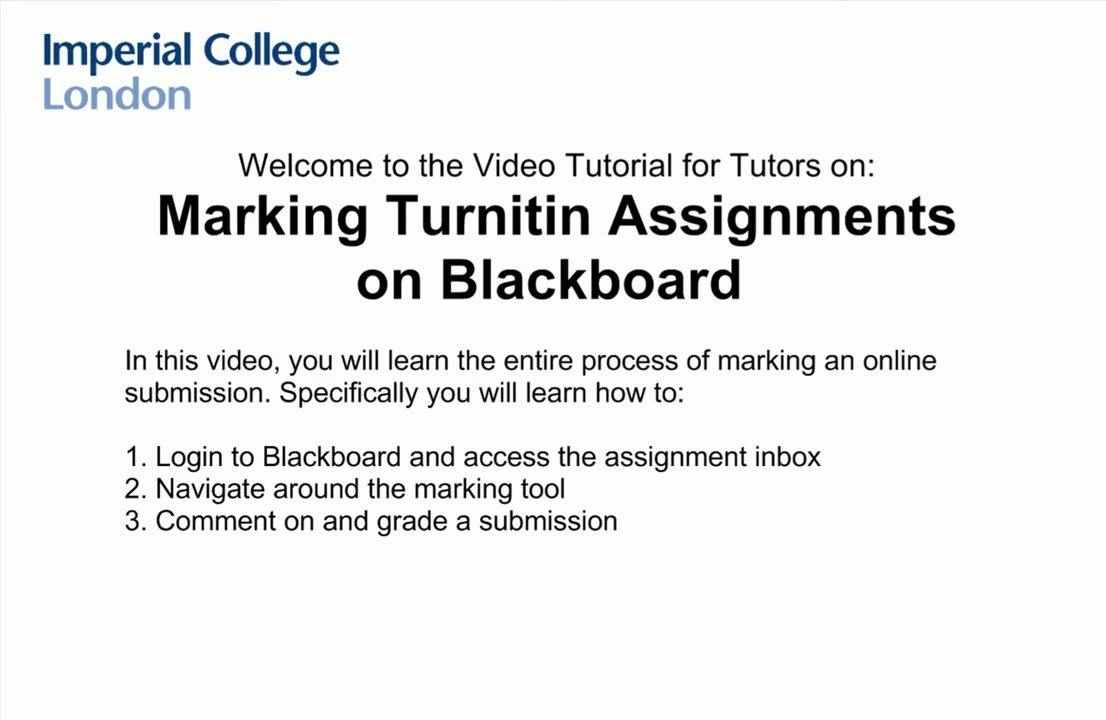 Imperial College
London
Welcome to the Video Tutorial for Tutors on:
Marking Turnitin Assignments
on Blackboard
In this video, you will learn the entire process of marking an online
submission. Specifically you will learn how to:
1. Login to Blackboard and access the assignment inbox
2. Navigate around the marking tool
3. Comment on and grade a submission